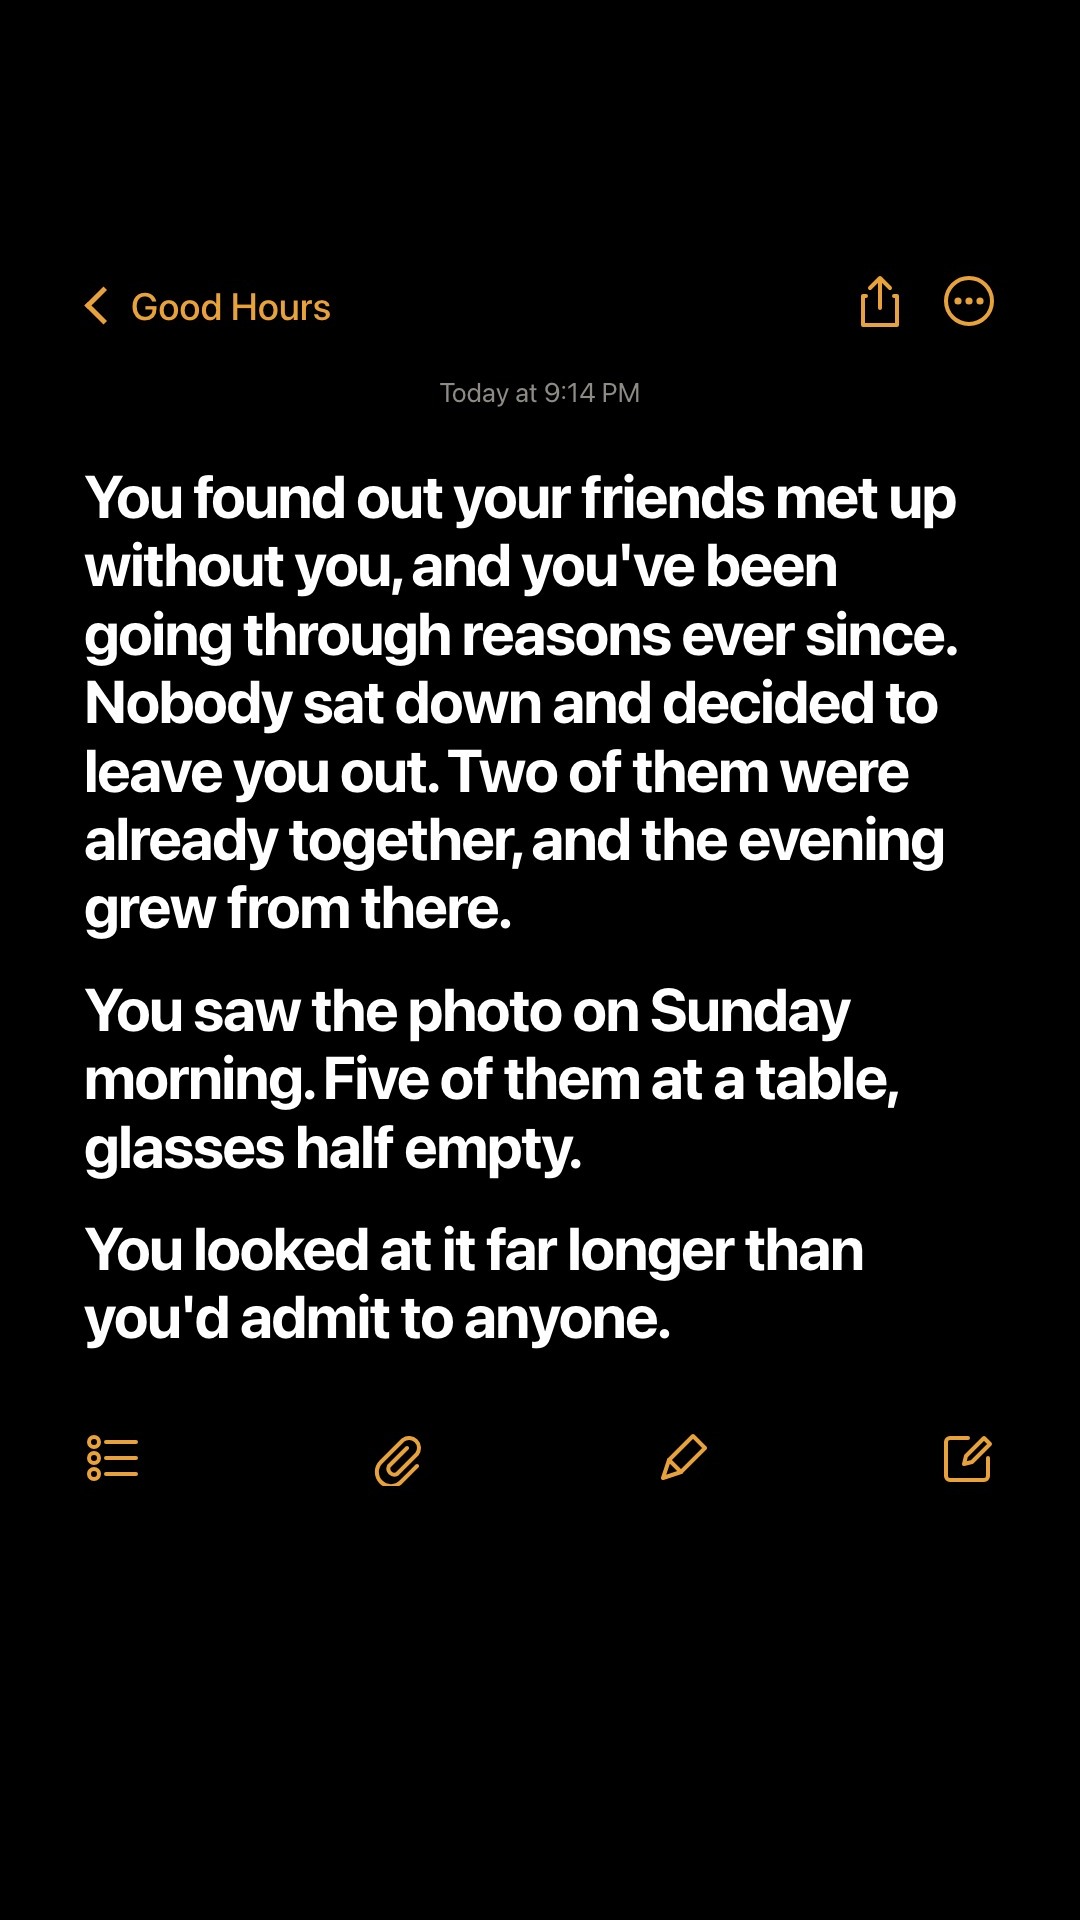 Good Hours
Today at 9:14 PM
You found out your friends met up
without you, and you've been
going through reasons ever since.
Nobody sat down and decided to
leave you out. Two of them were
already together, and the evening
grew from there.
You saw the photo on Sunday
morning. Five of them at a table,
glasses half empty.
You looked at it far longer than
you'd admit to anyone.